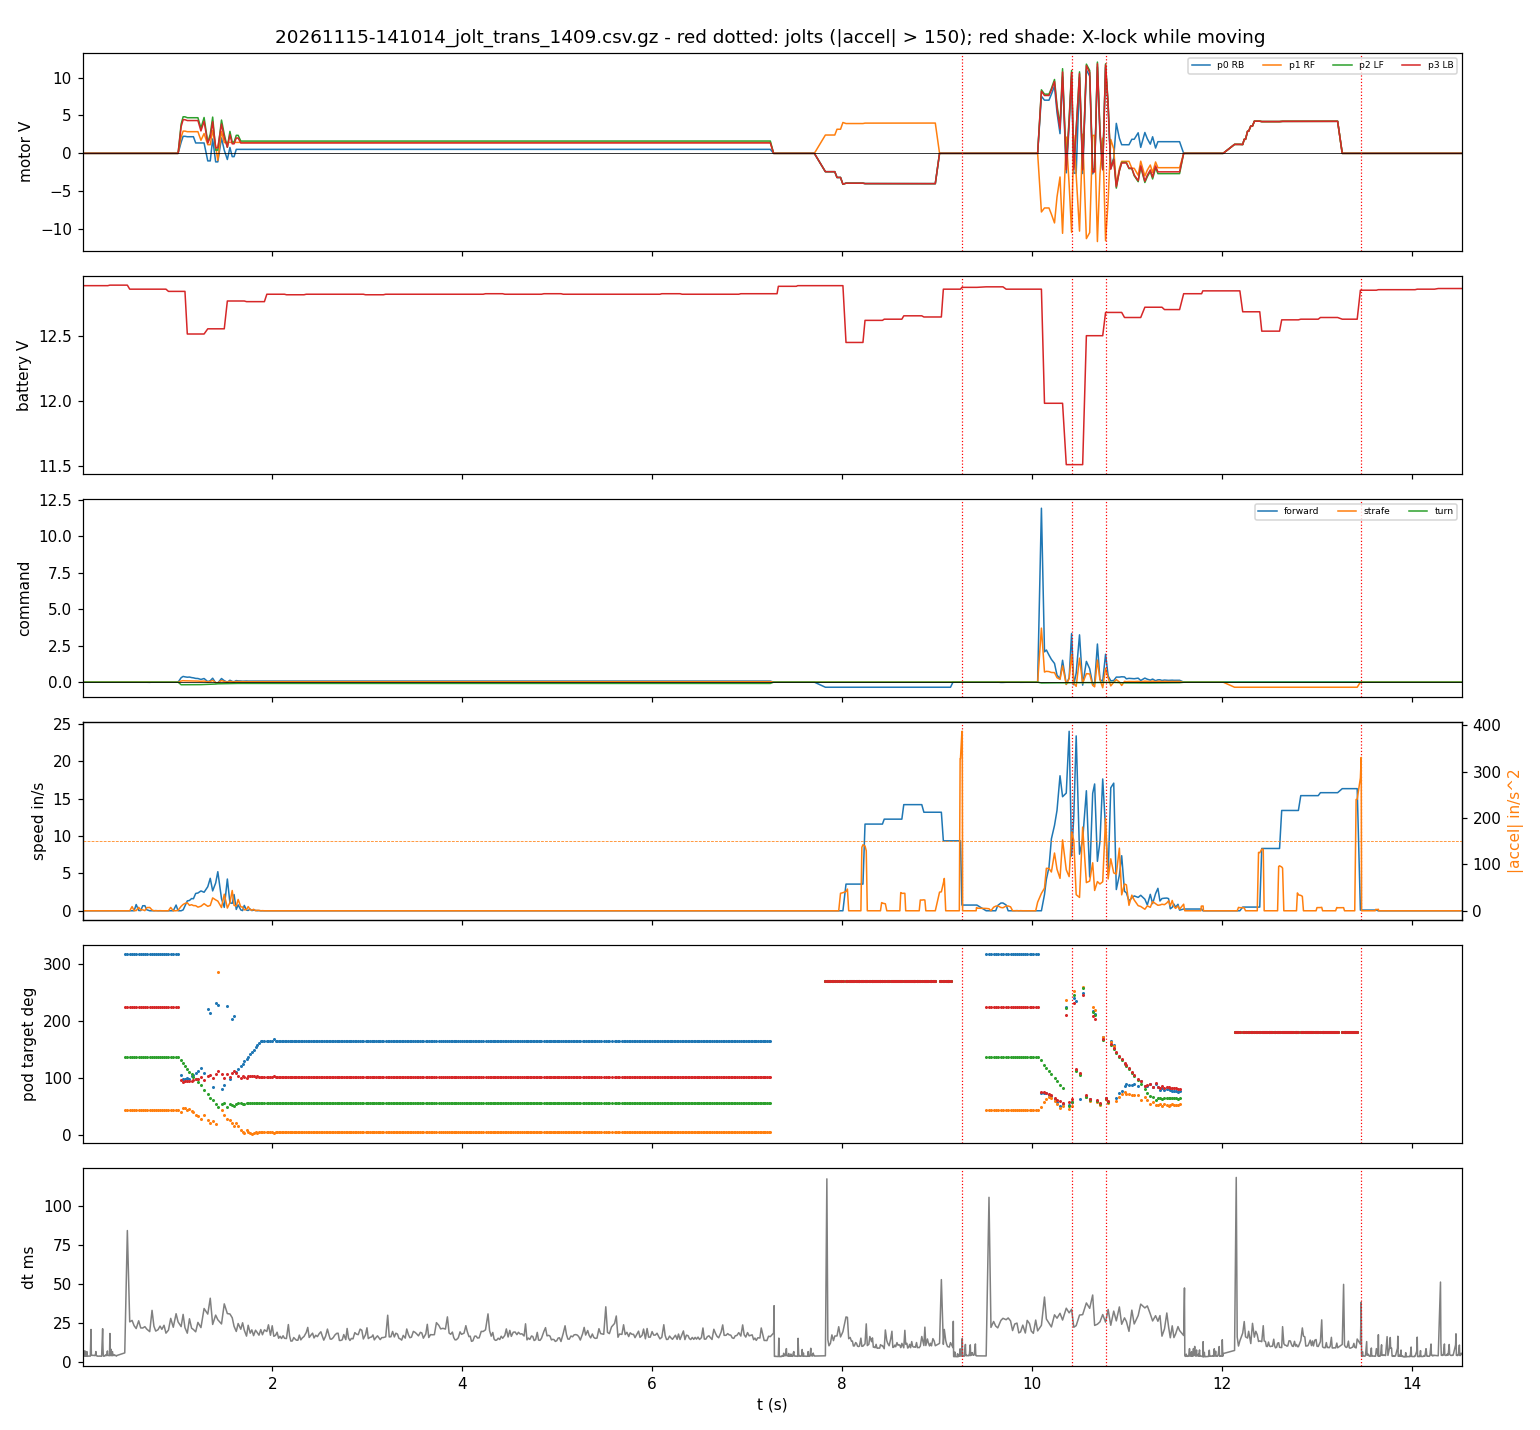 20261115-141014_jolt_trans_1409.csv.gz - red dotted: jolts (|accel| > 150); red shade: X-lock while moving
p0 RB p1 RF p2 LF p3 LB
motor V
10
5
0
−5
−10
battery V
12.5
12.0
11.5
forward strafe turn
command
12.5
10.0
7.5
5.0
2.5
0.0
speed in/s
25
20
15
10
5
0
400
300
200
100
0
|accel| in/s^2
pod target deg
300
200
100
0
dt ms
100
75
50
25
0
2 4 6 8 10 12 14
t (s)